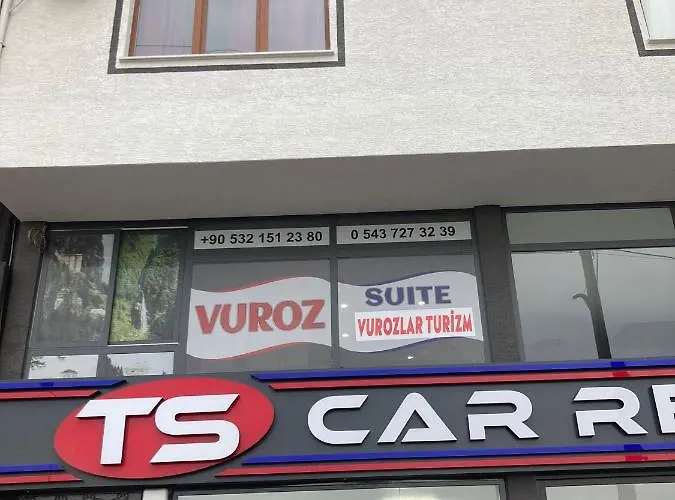 +90 532 151 23 80
0 543 727 32 39
VUROZ
SUITE
VUROZLAR TURİZM
TS CAR RE